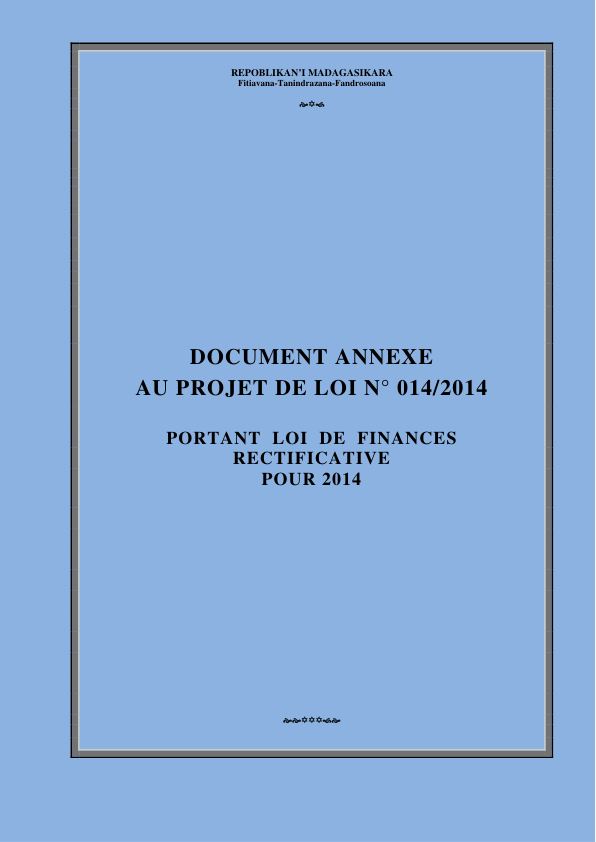 REPOBLIKAN'I MADAGASIKARA
Fitiavana-Tanindrazana-Fandrosoana
DOCUMENT ANNEXE
AU PROJET DE LOI N° 014/2014
PORTANT LOI DE FINANCES
RECTIFICATIVE
POUR 2014